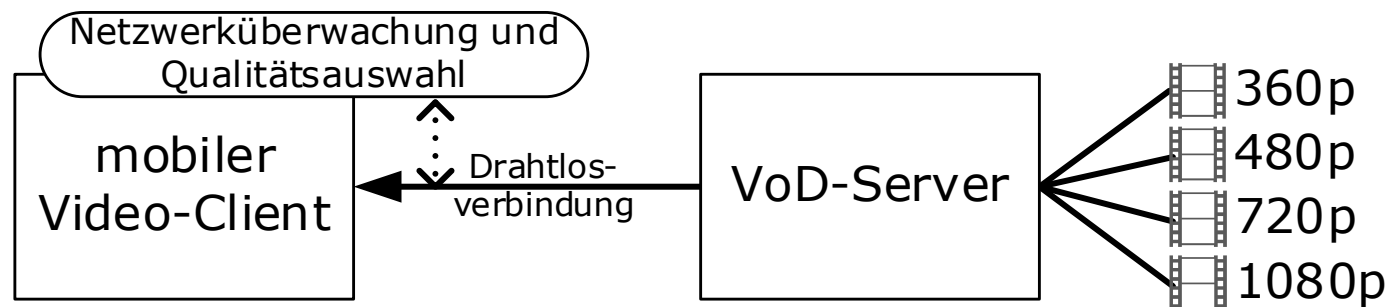 Netzwerküberwachung und
Qualitätsauswahl
mobiler
Video-Client
Drahtlos-
verbindung
VoD-Server
360p
480p
720p
1080p